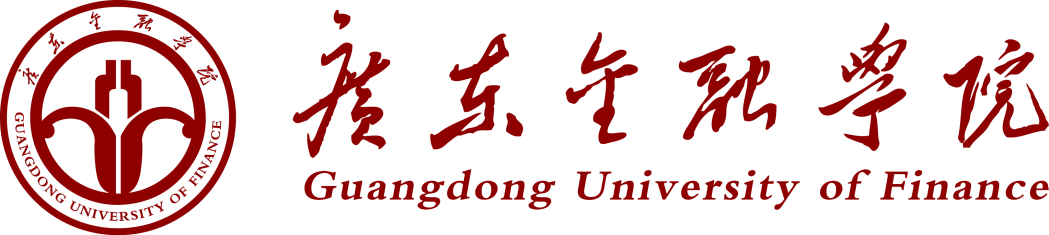 廣东金融學院
GUANGDONG UNIVERSITY OF FINANCE
廣东金融學院
Guangdong University of Finance